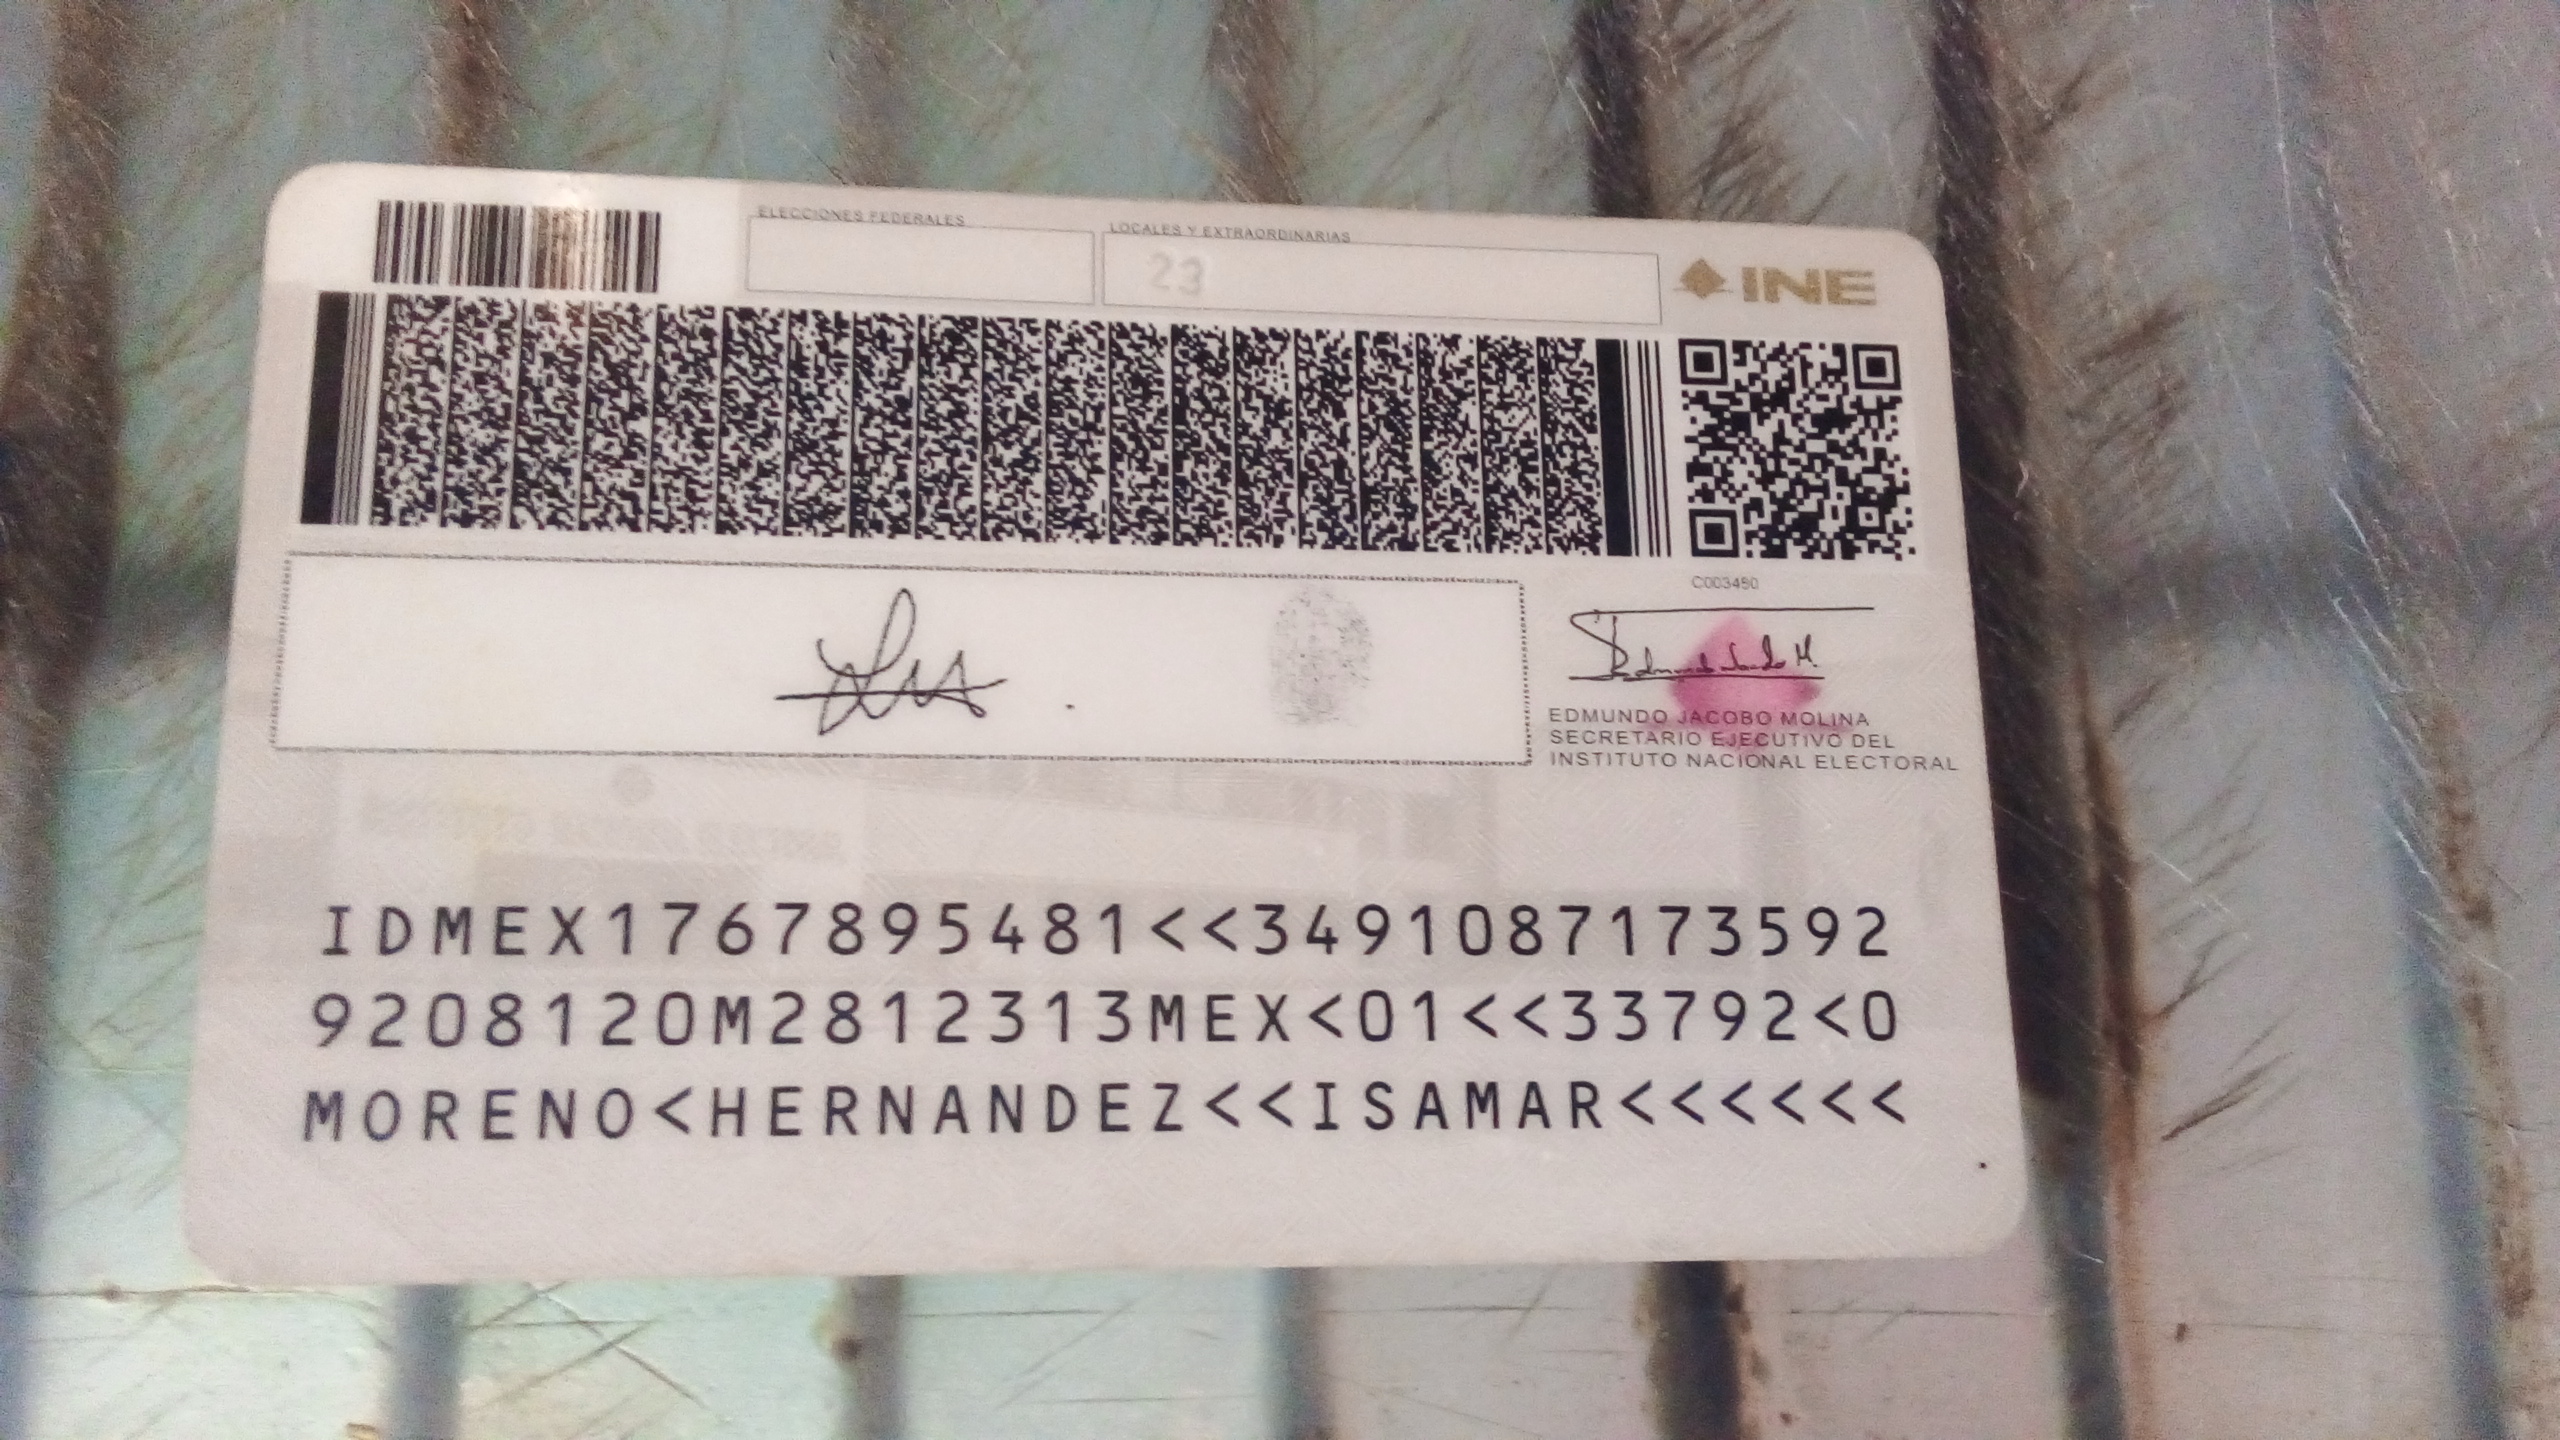 ELECCIONES FEDERALES
LOCALES Y EXTRAORDINARIAS
23
INE
C003480
EDMUNDO JACOBO MOLINA
SECRETARIO EJECUTIVO DEL
INSTITUTO NACIONAL ELECTORAL
IDMEX1767895481<<3491087173592
9208120M2812313MEX<01<<33792<0
MORENO<HERNANDEZ<<ISAMAR<<<<<<